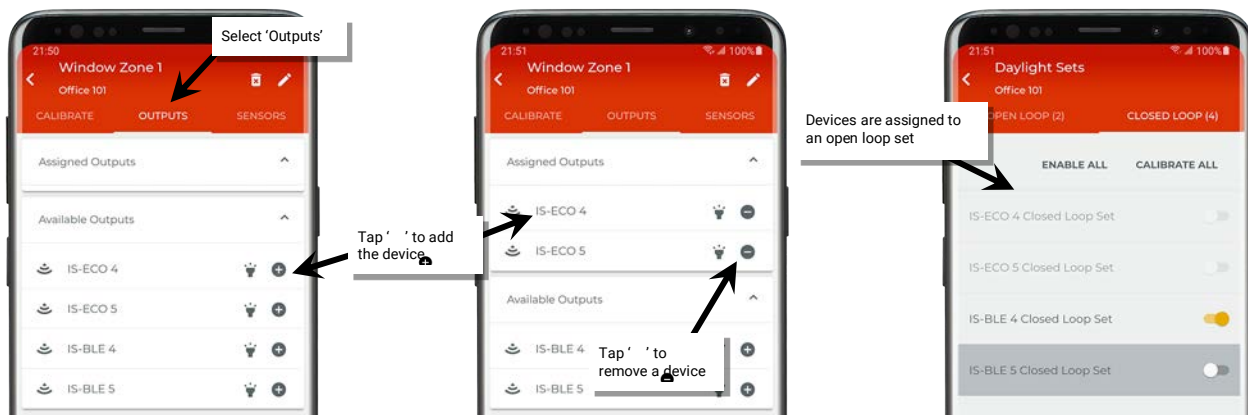 Select ‘Outputs’
21:50
Window Zone 1
Office 101
CALIBRATE OUTPUTS SENSORS
Assigned Outputs
Available Outputs
IS-ECO 4
IS-ECO 5
IS-BLE 4
IS-BLE 5
Tap ‘ ’ to add
the device
21:51 100%
Window Zone 1
Office 101
CALIBRATE OUTPUTS SENSORS
Assigned Outputs
IS-ECO 4
IS-ECO 5
Available Outputs
IS-BLE 4
IS-BLE 5
Tap ‘ ’ to
remove a device
Devices are assigned to
an open loop set
21:51 100%
Daylight Sets
Office 101
OPEN LOOP (2) CLOSED LOOP (4)
ENABLE ALL CALIBRATE ALL
IS-ECO 4 Closed Loop Set
IS-ECO 5 Closed Loop Set
IS-BLE 4 Closed Loop Set
IS-BLE 5 Closed Loop Set